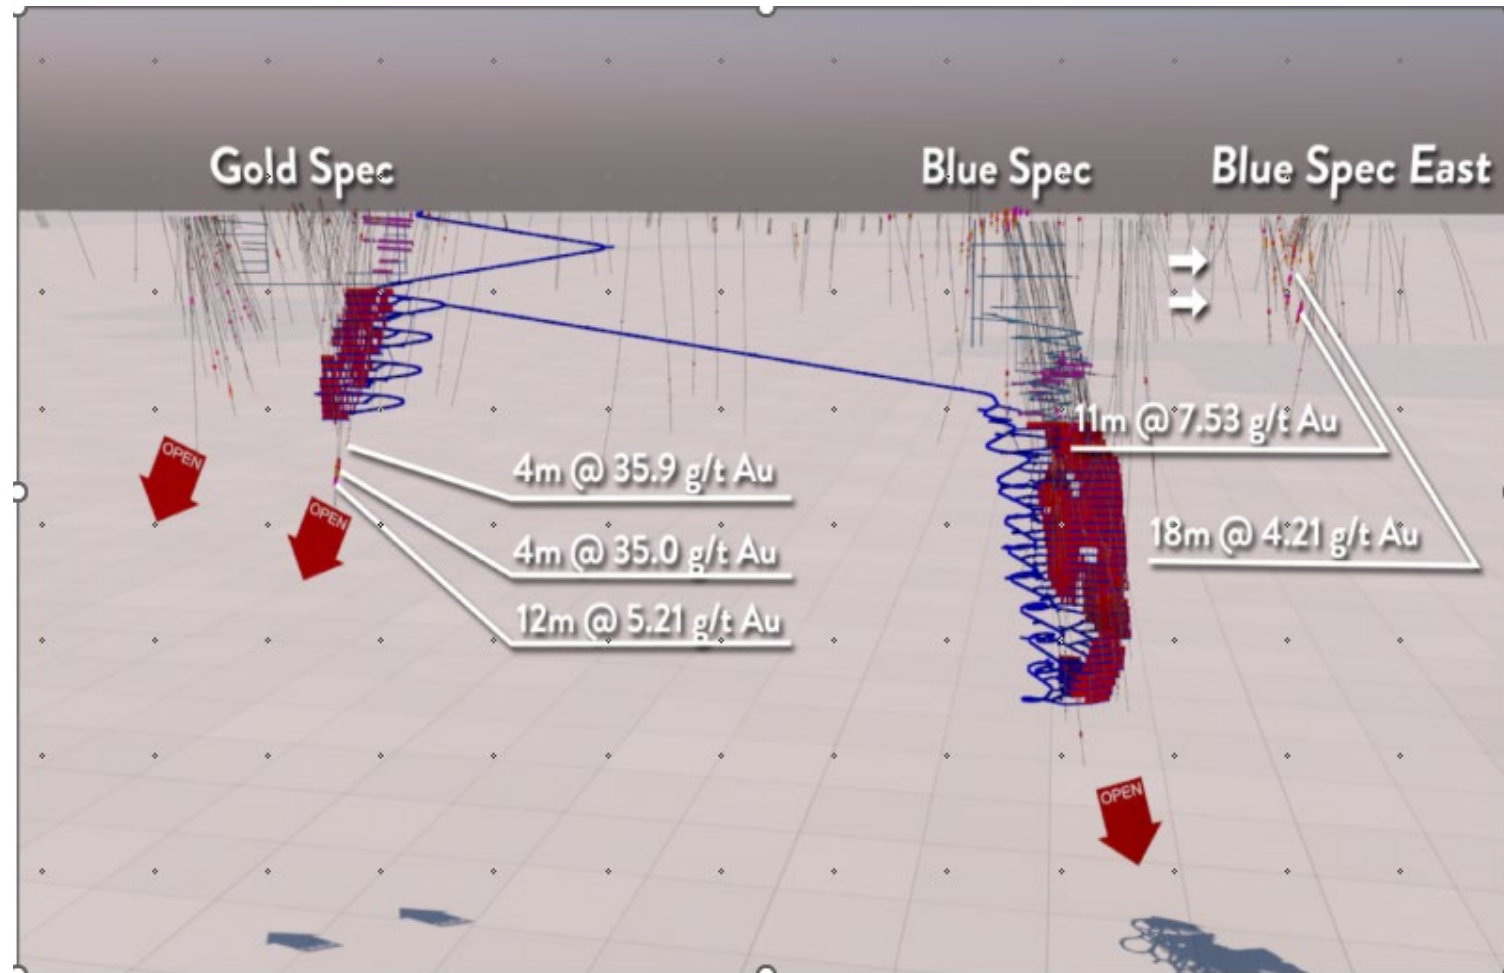 Gold Spec
Blue Spec
Blue Spec East
OPEN
4m @ 35.9 g/t Au
OPEN
4m @ 35.0 g/t Au
12m @ 5.21 g/t Au
11m @ 7.53 g/t Au
18m @ 4.21 g/t Au
OPEN